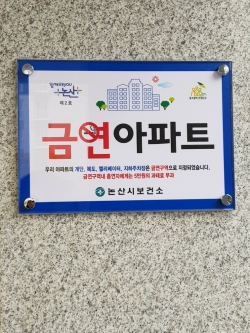 논산
제2호
금연아파트
우리 아파트의 계단, 복도, 엘리베이터, 지하주차장은 금연구역으로 지정되었습니다.
금연구역내 흡연자에게는 5만원의 과태료 부과
논산시보건소